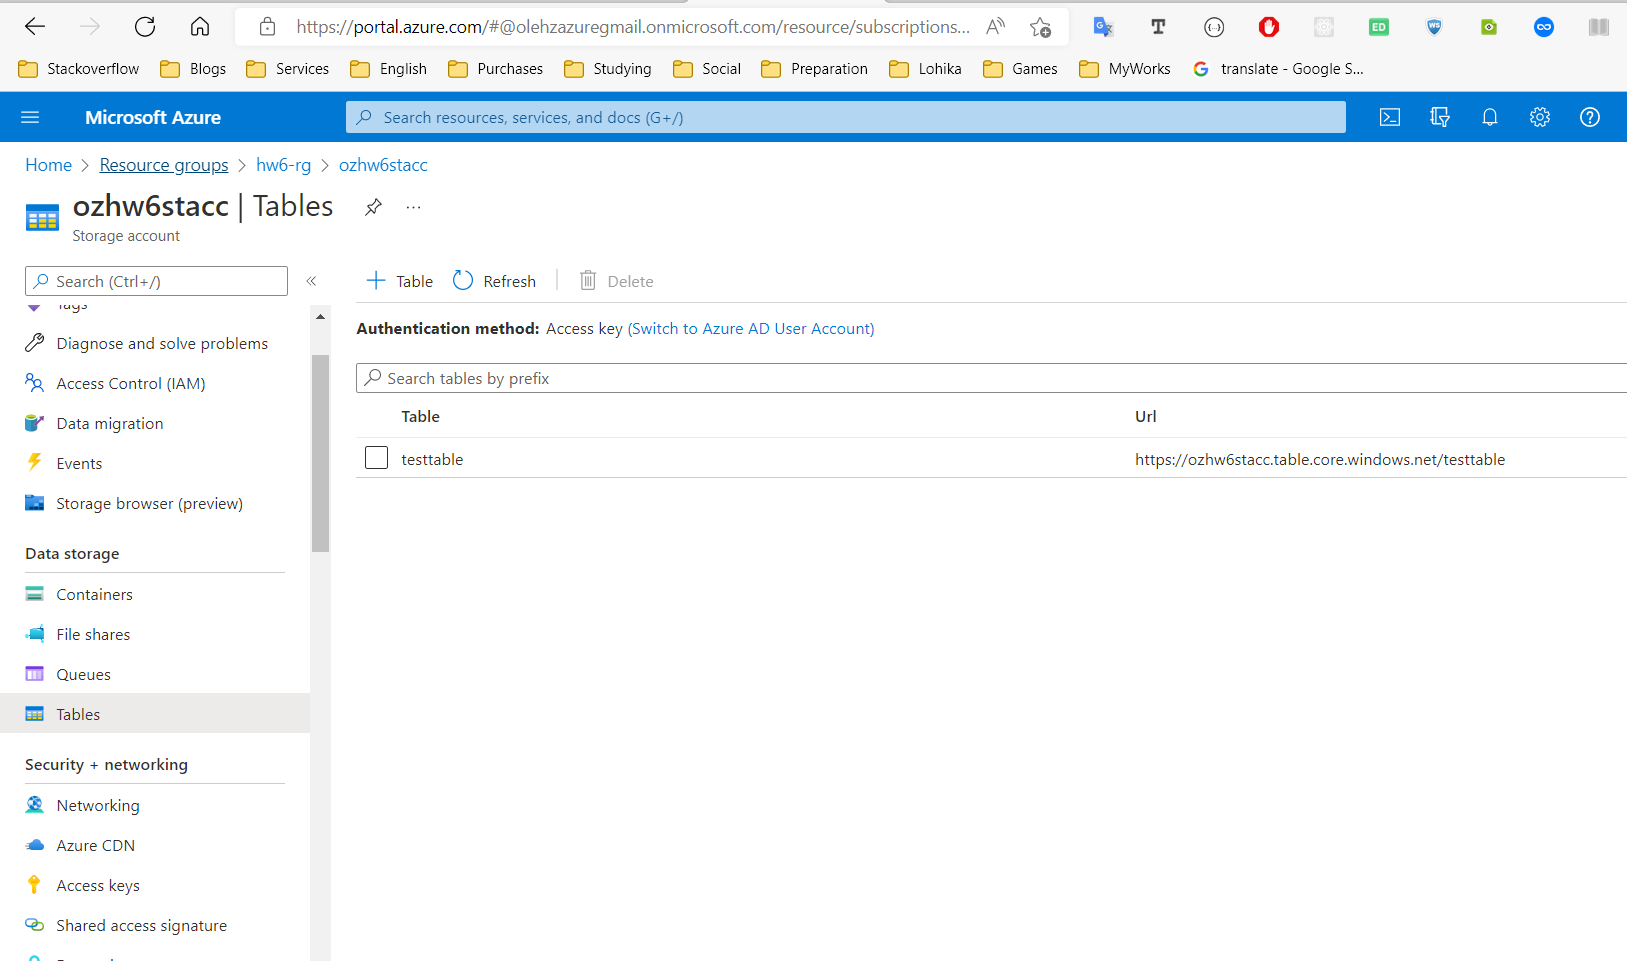 https://portal.azure.com/#@olehzazuregmail.onmicrosoft.com/resource/subscriptions...
Stackoverflow Blogs Services English Purchases Studying Social Preparation Lohika Games MyWorks translate - Google S...
Microsoft Azure
Search resources, services, and docs (G+/)
Home > Resource groups > hw6-rg > ozhw6stacc
ozhw6stacc | Tables
Storage account
Search (Ctrl+/)
Tags
Diagnose and solve problems
Access Control (IAM)
Data migration
Events
Storage browser (preview)
Data storage
Containers
File shares
Queues
Tables
Security + networking
Networking
Azure CDN
Access keys
Shared access signature
+ Table Refresh Delete
Authentication method: Access key (Switch to Azure AD User Account)
Search tables by prefix
Table Url
testtable https://ozhw6stacc.table.core.windows.net/testtable